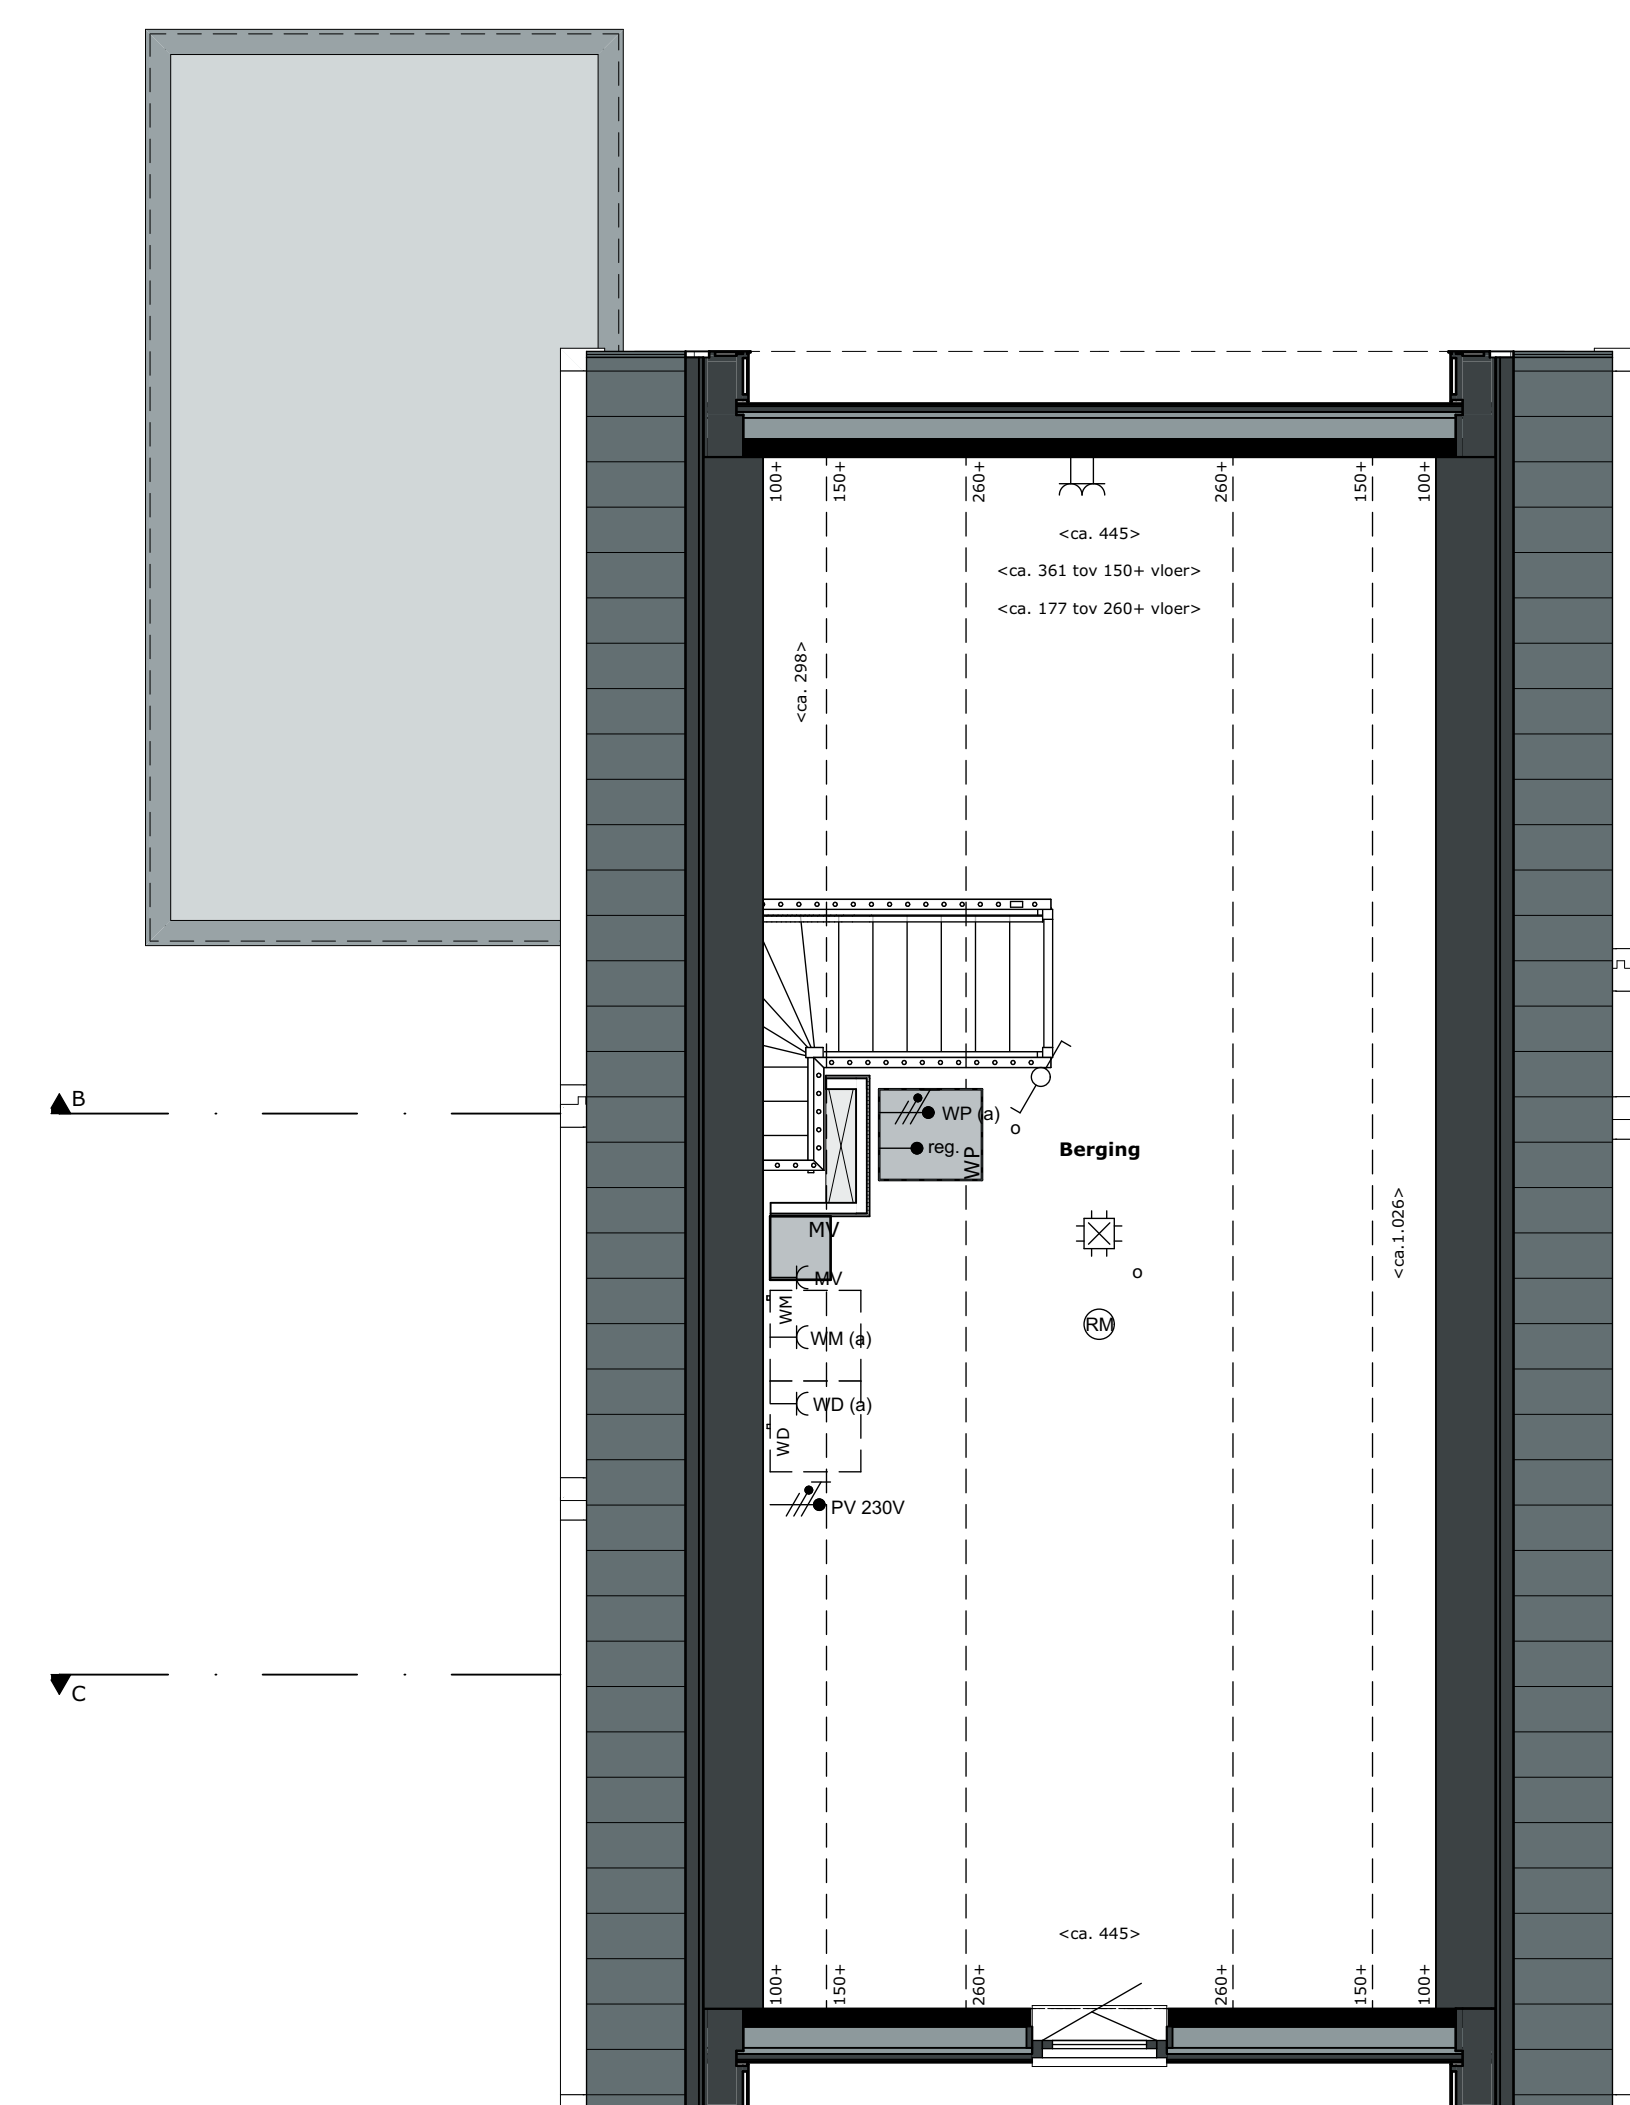 100+
150+
260+
260+
150+
100+
<ca. 445>
<ca. 361 tov 150+ vloer>
<ca. 177 tov 260+ vloer>
<ca. 298>
B
WP (a)
reg.
WP
o
Berging
<ca.1.026>
MV
MV
o
WM
WM (a)
RM
WD (a)
WD
PV 230V
C
<ca. 445>
100+
150+
260+
260+
150+
100+